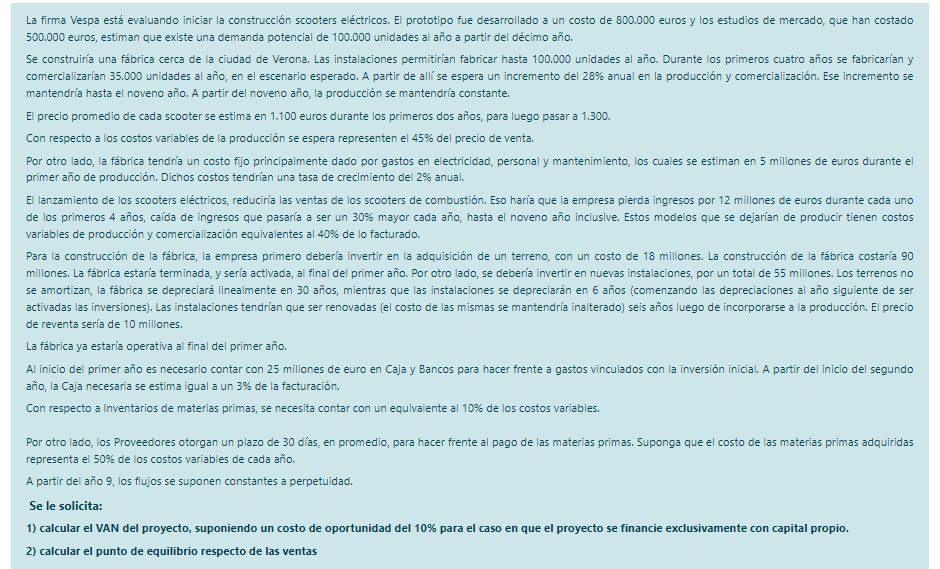 La firma Vespa está evaluando iniciar la construcción scooters eléctricos. El prototipo fue desarrollado a un costo de 800.000 euros y los estudios de mercado, que han costado
500.000 euros, estiman que existe una demanda potencial de 100.000 unidades al año a partir del décimo año.
Se construiría una fábrica cerca de la ciudad de Verona. Las instalaciones permitirían fabricar hasta 100.000 unidades al año. Durante los primeros cuatro años se fabricarían y
comercializarían 35.000 unidades al año, en el escenario esperado. A partir de allí se espera un incremento del 28% anual en la producción y comercialización. Ese incremento se
mantendría hasta el noveno año. A partir del noveno año, la producción se mantendría constante.
El precio promedio de cada scooter se estima en 1.100 euros durante los primeros dos años, para luego pasar a 1.300.
Con respecto a los costos variables de la producción se espera representen el 45% del precio de venta.
Por otro lado, la fábrica tendría un costo fijo principalmente dado por gastos en electricidad, personal y mantenimiento, los cuales se estiman en 5 millones de euros durante el
primer año de producción. Dichos costos tendrían una tasa de crecimiento del 2% anual.
El lanzamiento de los scooters eléctricos, reduciría las ventas de los scooters de combustión. Eso haría que la empresa pierda ingresos por 12 millones de euros durante cada uno
de los primeros 4 años, caída de ingresos que pasaría a ser un 30% mayor cada año, hasta el noveno año inclusive. Estos modelos que se dejarían de producir tienen costos
variables de producción y comercialización equivalentes al 40% de lo facturado.
Para la construcción de la fábrica, la empresa primero debería invertir en la adquisición de un terreno, con un costo de 18 millones. La construcción de la fábrica costaría 90
millones. La fábrica estaría terminada, y sería activada, al final del primer año. Por otro lado, se debería invertir en nuevas instalaciones, por un total de 55 millones. Los terrenos no
se amortizan, la fábrica se depreciará linealmente en 30 años, mientras que las instalaciones se depreciarán en 6 años (comenzando las depreciaciones al año siguiente de ser
activadas las inversiones). Las instalaciones tendrían que ser renovadas (el costo de las mismas se mantendría inalterado) seis años luego de incorporarse a la producción. El precio
de reventa sería de 10 millones.
La fábrica ya estaría operativa al final del primer año.
Al inicio del primer año es necesario contar con 25 millones de euro en Caja y Bancos para hacer frente a gastos vinculados con la inversión inicial. A partir del inicio del segundo
año, la Caja necesaria se estima igual a un 3% de la facturación.
Con respecto a Inventarios de materias primas, se necesita contar con un equivalente al 10% de los costos variables.
Por otro lado, los Proveedores otorgan un plazo de 30 días, en promedio, para hacer frente al pago de las materias primas. Suponga que el costo de las materias primas adquiridas
representa el 50% de los costos variables de cada año.
A partir del año 9, los flujos se suponen constantes a perpetuidad.
Se le solicita:
1) calcular el VAN del proyecto, suponiendo un costo de oportunidad del 10% para el caso en que el proyecto se financie exclusivamente con capital propio.
2) calcular el punto de equilibrio respecto de las ventas